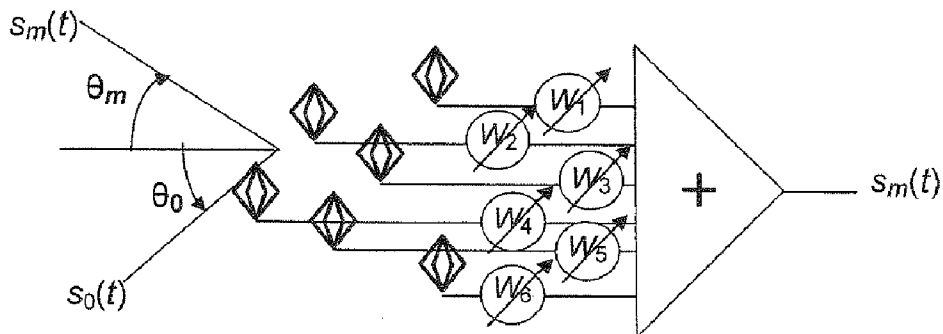 s_m(t)
θ_m
θ_0
s_0(t)
W_1
W_2
W_3
W_4
W_5
W_6
+
s_m(t)